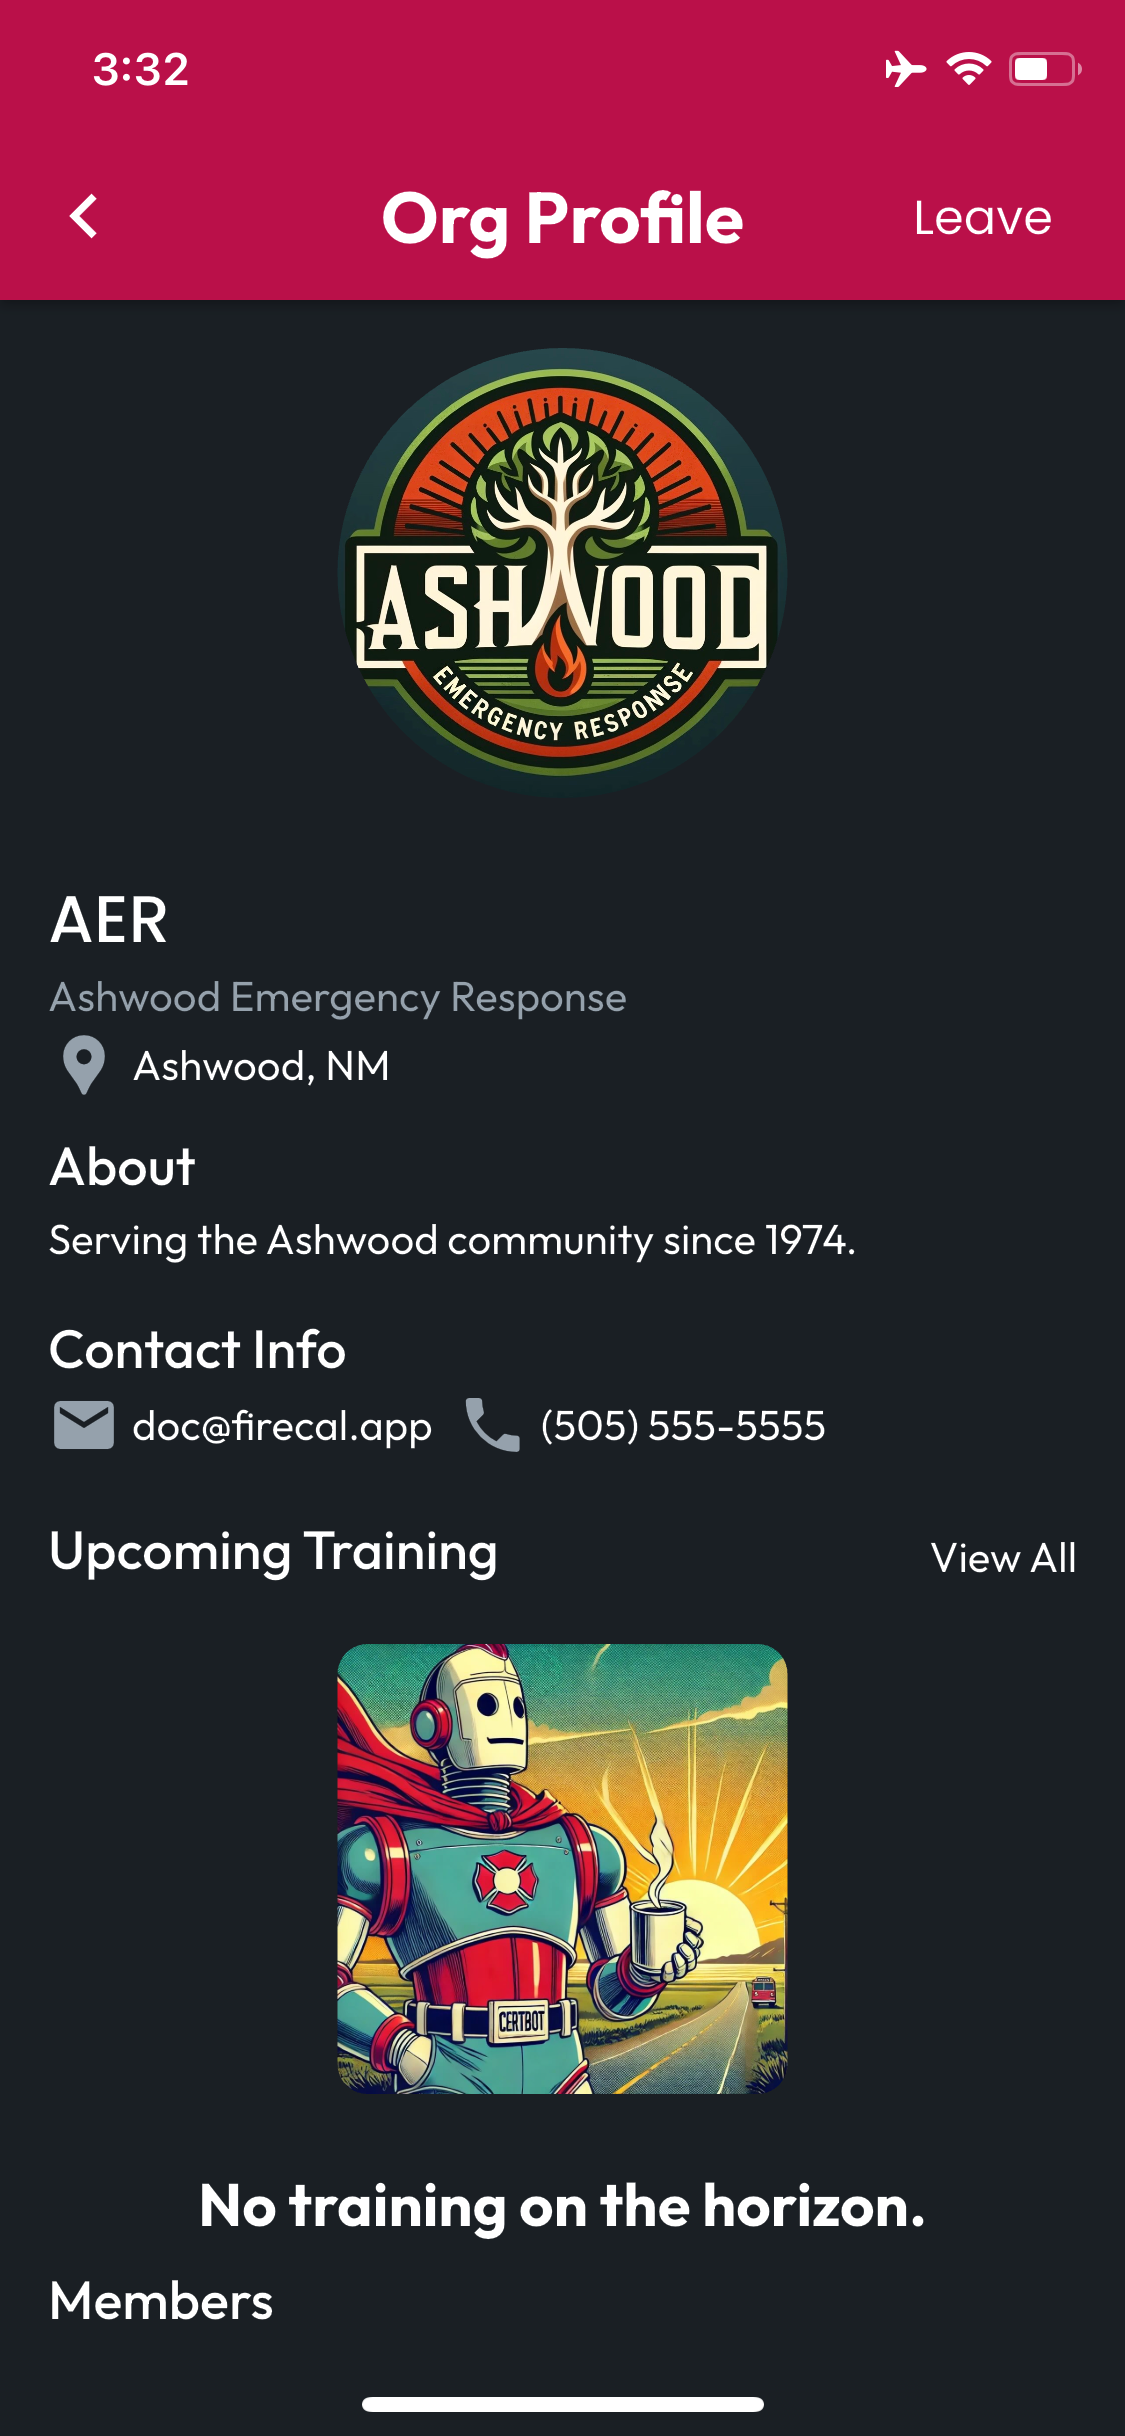 3:32
Org Profile
Leave
ASHWOOD
EMERGENCY RESPONSE
AER
Ashwood Emergency Response
Ashwood, NM
About
Serving the Ashwood community since 1974.
Contact Info
doc@firecal.app
(505) 555-5555
Upcoming Training
View All
CERTBOT
No training on the horizon.
Members